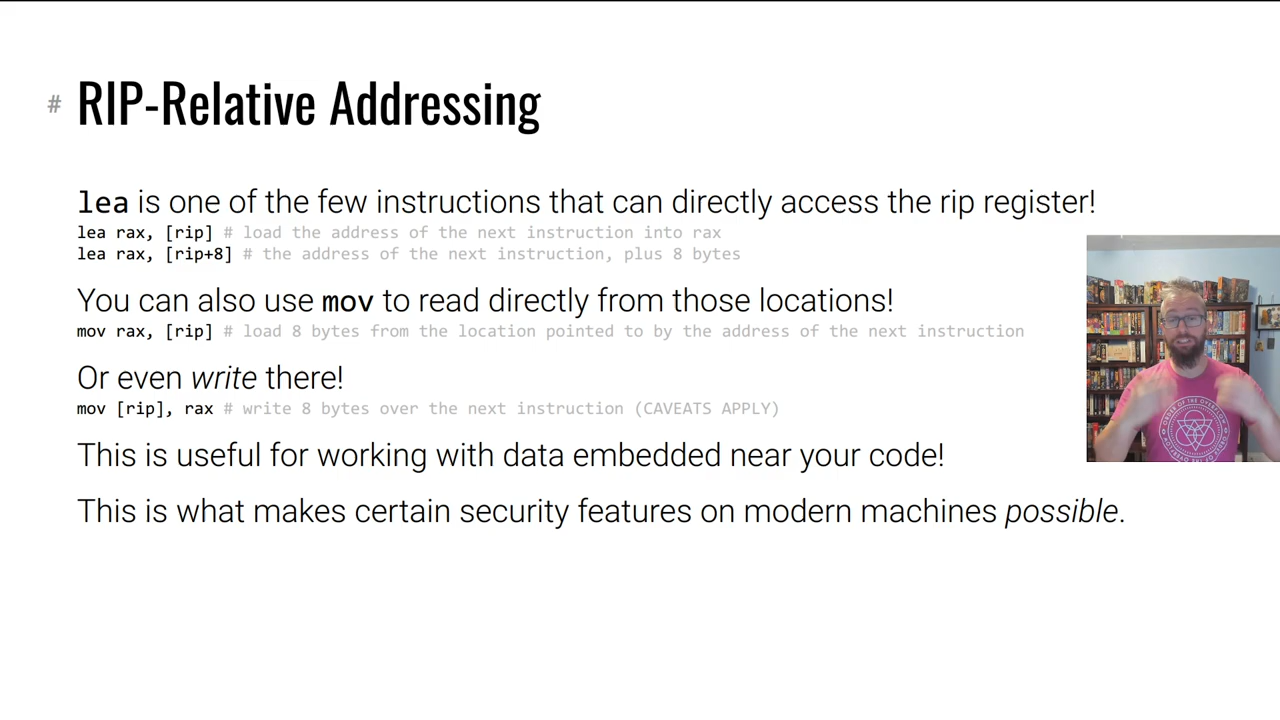 # RIP-Relative Addressing
lea is one of the few instructions that can directly access the rip register!
lea rax, [rip] # load the address of the next instruction into rax
lea rax, [rip+8] # the address of the next instruction, plus 8 bytes
You can also use mov to read directly from those locations!
mov rax, [rip] # load 8 bytes from the location pointed to by the address of the next instruction
Or even write there!
mov [rip], rax # write 8 bytes over the next instruction (CAVEATS APPLY)
This is useful for working with data embedded near your code!
This is what makes certain security features on modern machines possible.
ORDER OF THE OVERFLOW